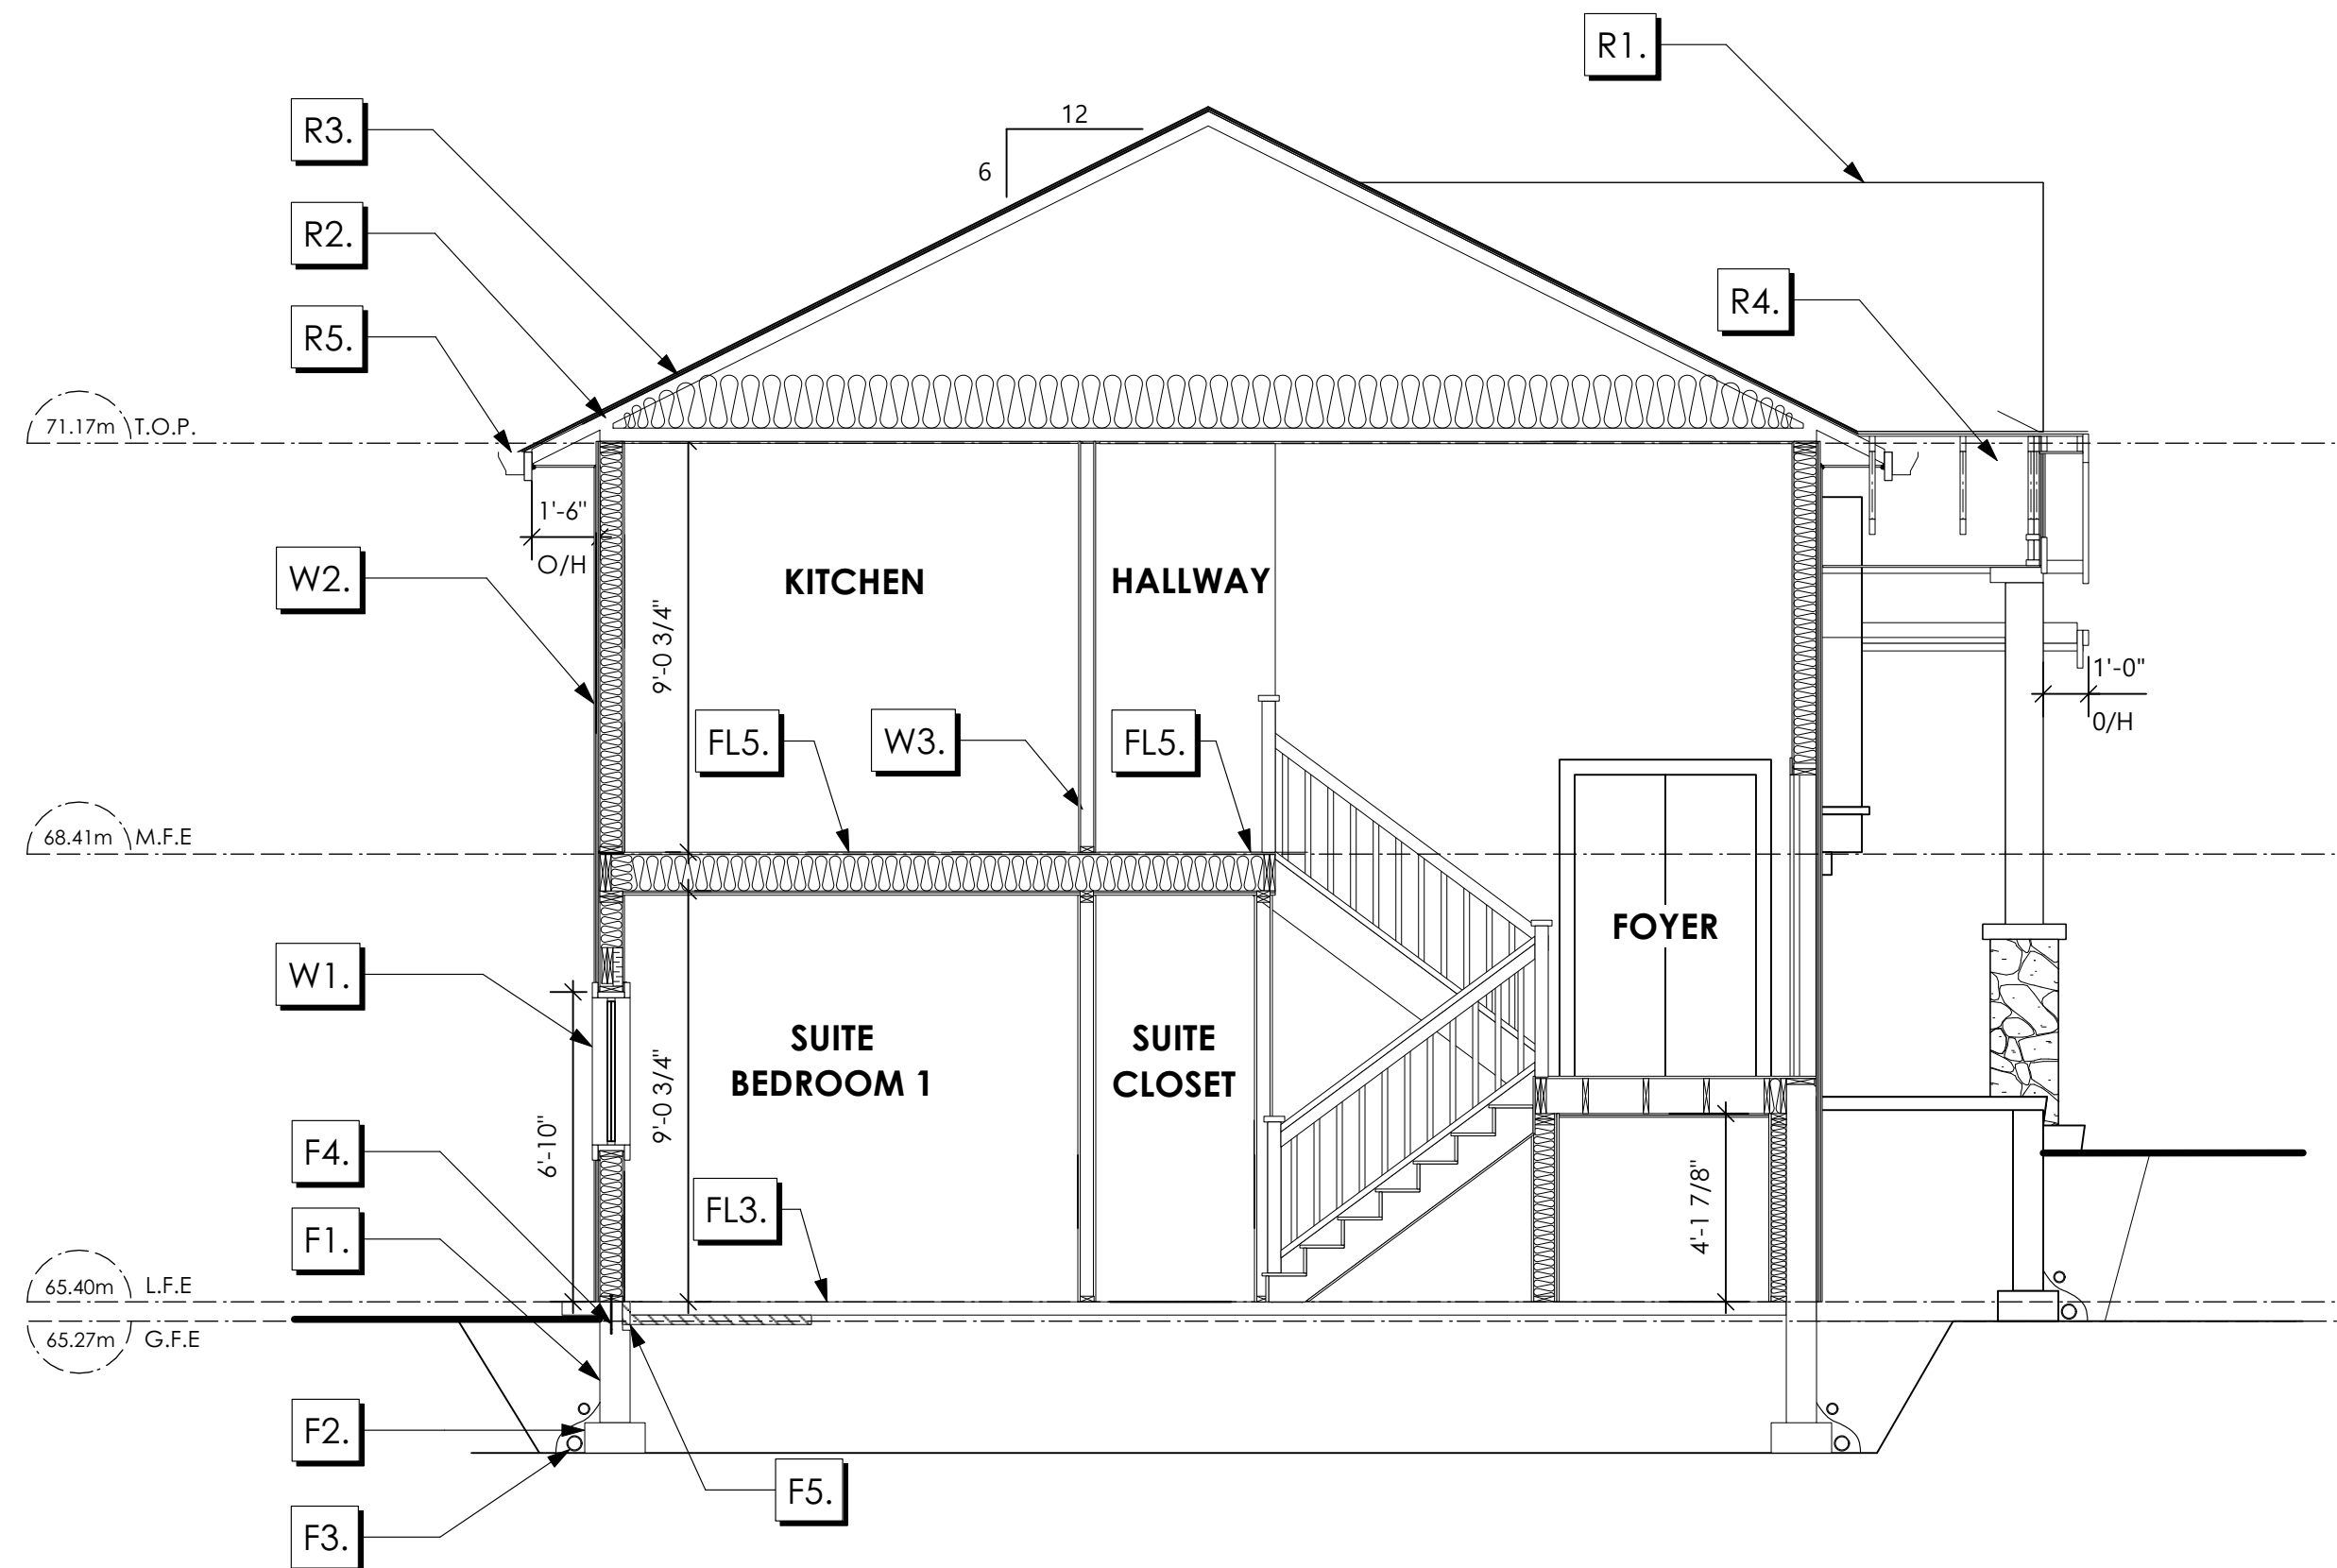 R1.
R3.
12
6
R2.
R4.
R5.
71.17m T.O.P.
1'-6"
O/H
W2.
KITCHEN
HALLWAY
9'-0 3/4"
1'-0"
0/H
FL5.
W3.
FL5.
68.41m M.F.E
FOYER
W1.
SUITE
BEDROOM 1
SUITE
CLOSET
9'-0 3/4"
6'-10"
F4.
FL3.
4'-1 7/8"
F1.
65.40m L.F.E
65.27m G.F.E
F2.
F5.
F3.